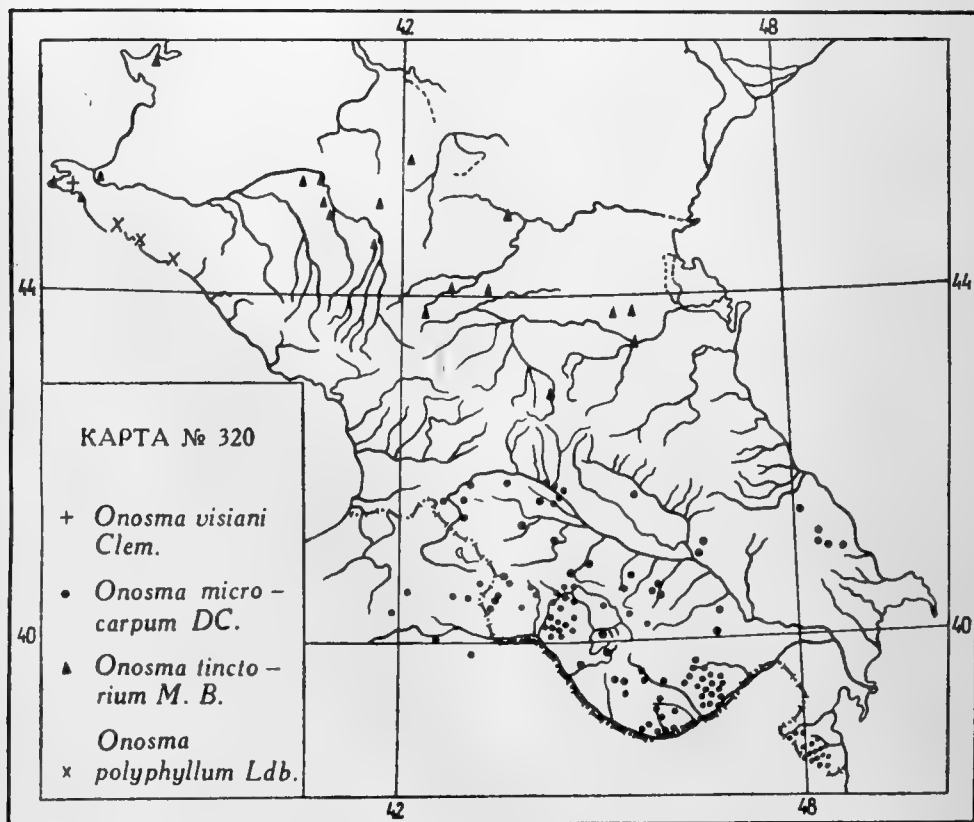 42 48
44 44
КАРТА № 320
+ Onosma visiani
Clem.
• Onosma micro-
carpum DC.
▲ Onosma tincto-
rium M. B.
Onosma
× polyphyllum Ldb.
40 40
42 48